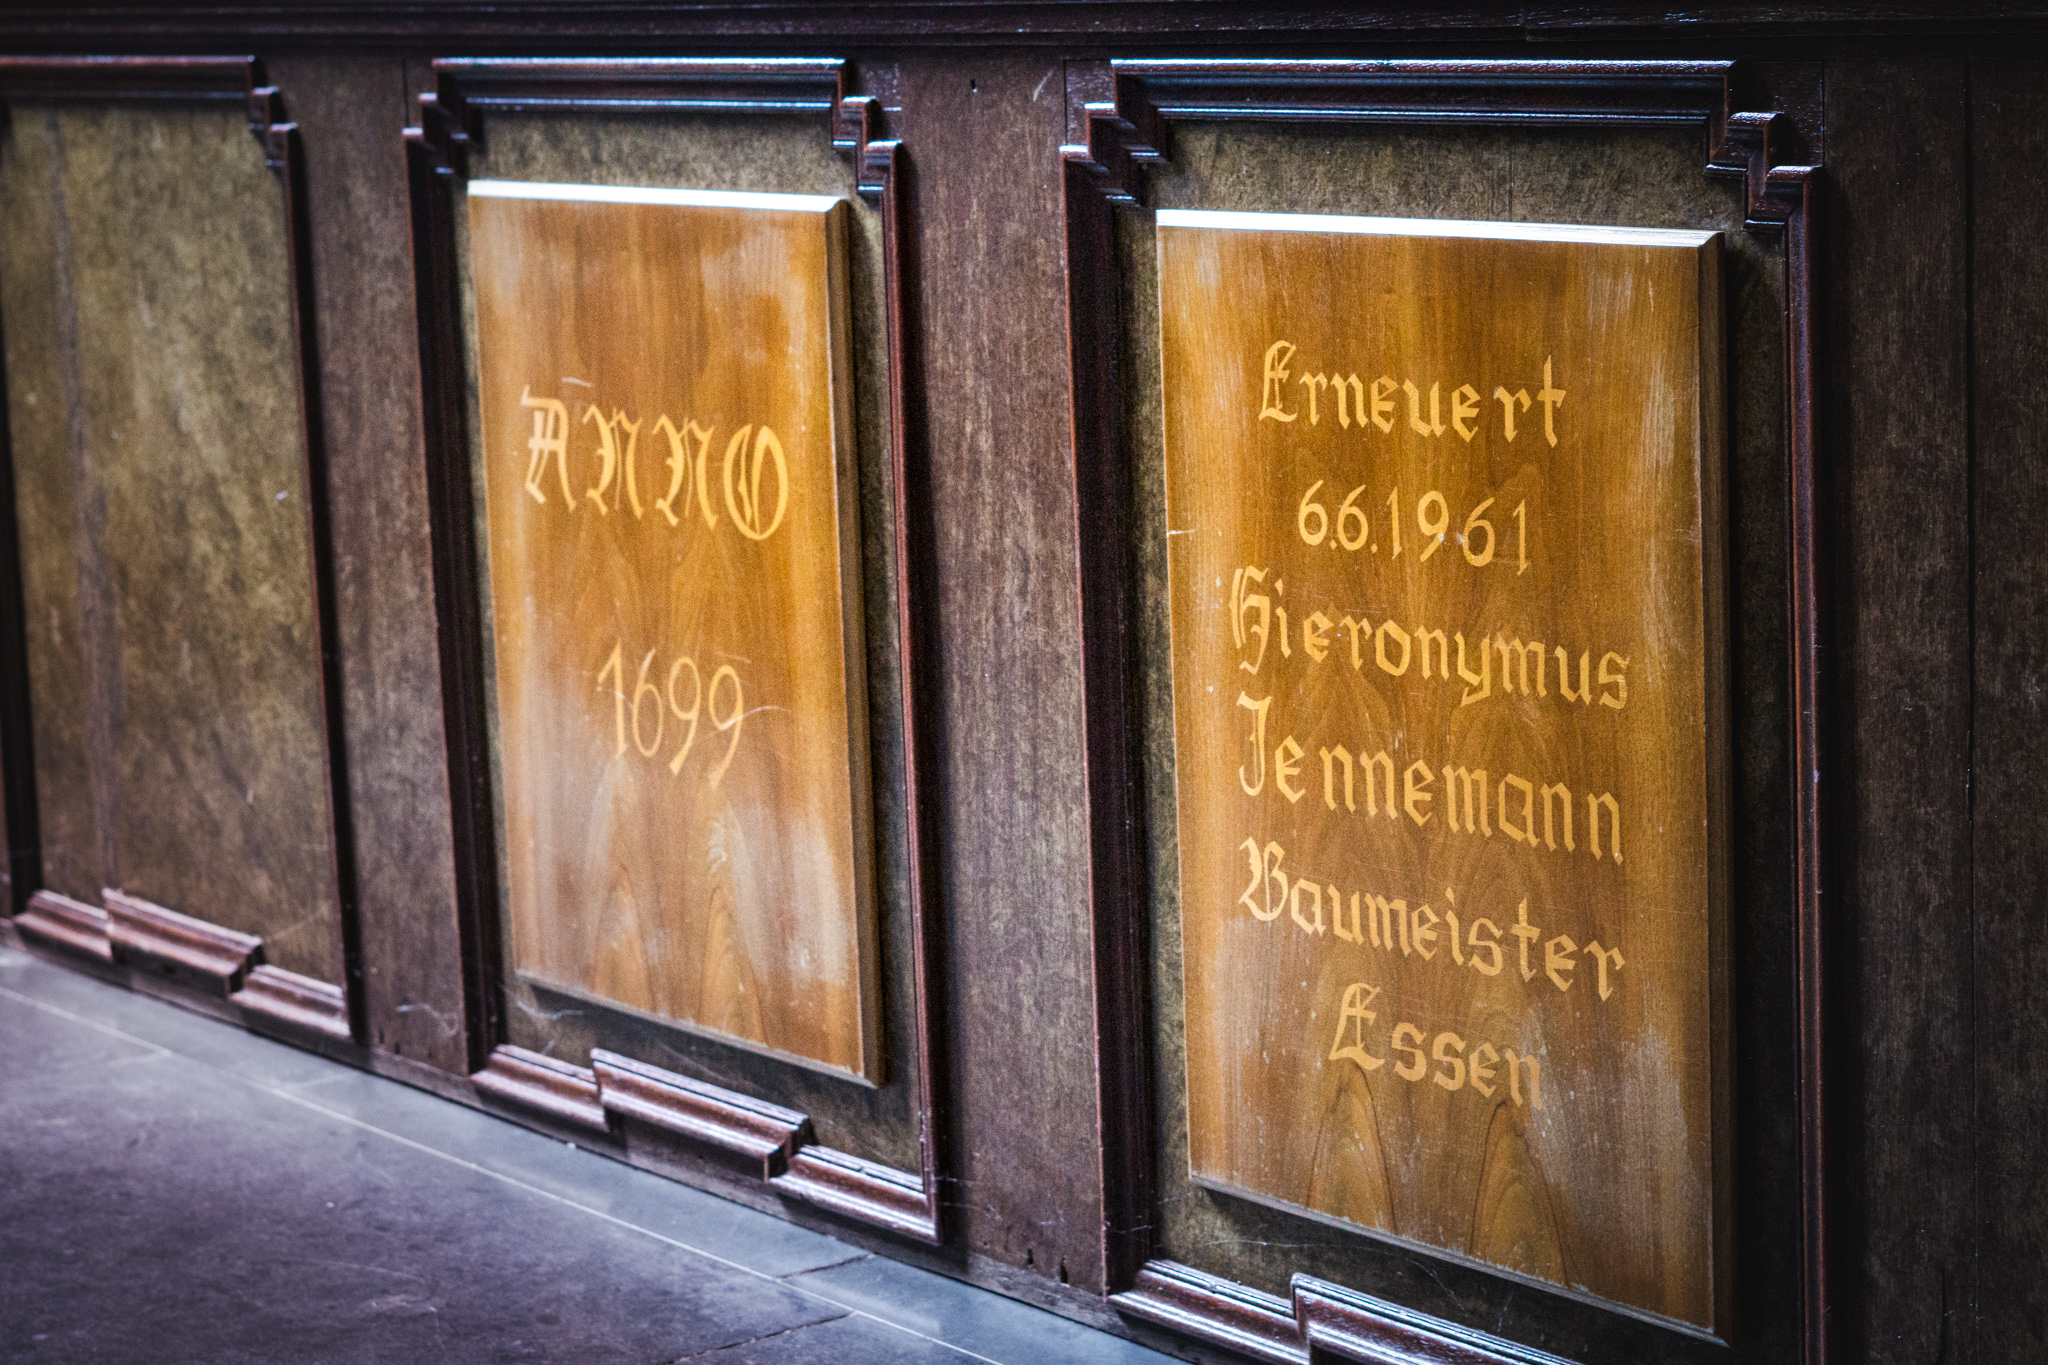 ANNO
1699
Erneuert
6.6.1961
Hieronymus
Jennemann
Baumeister
Essen